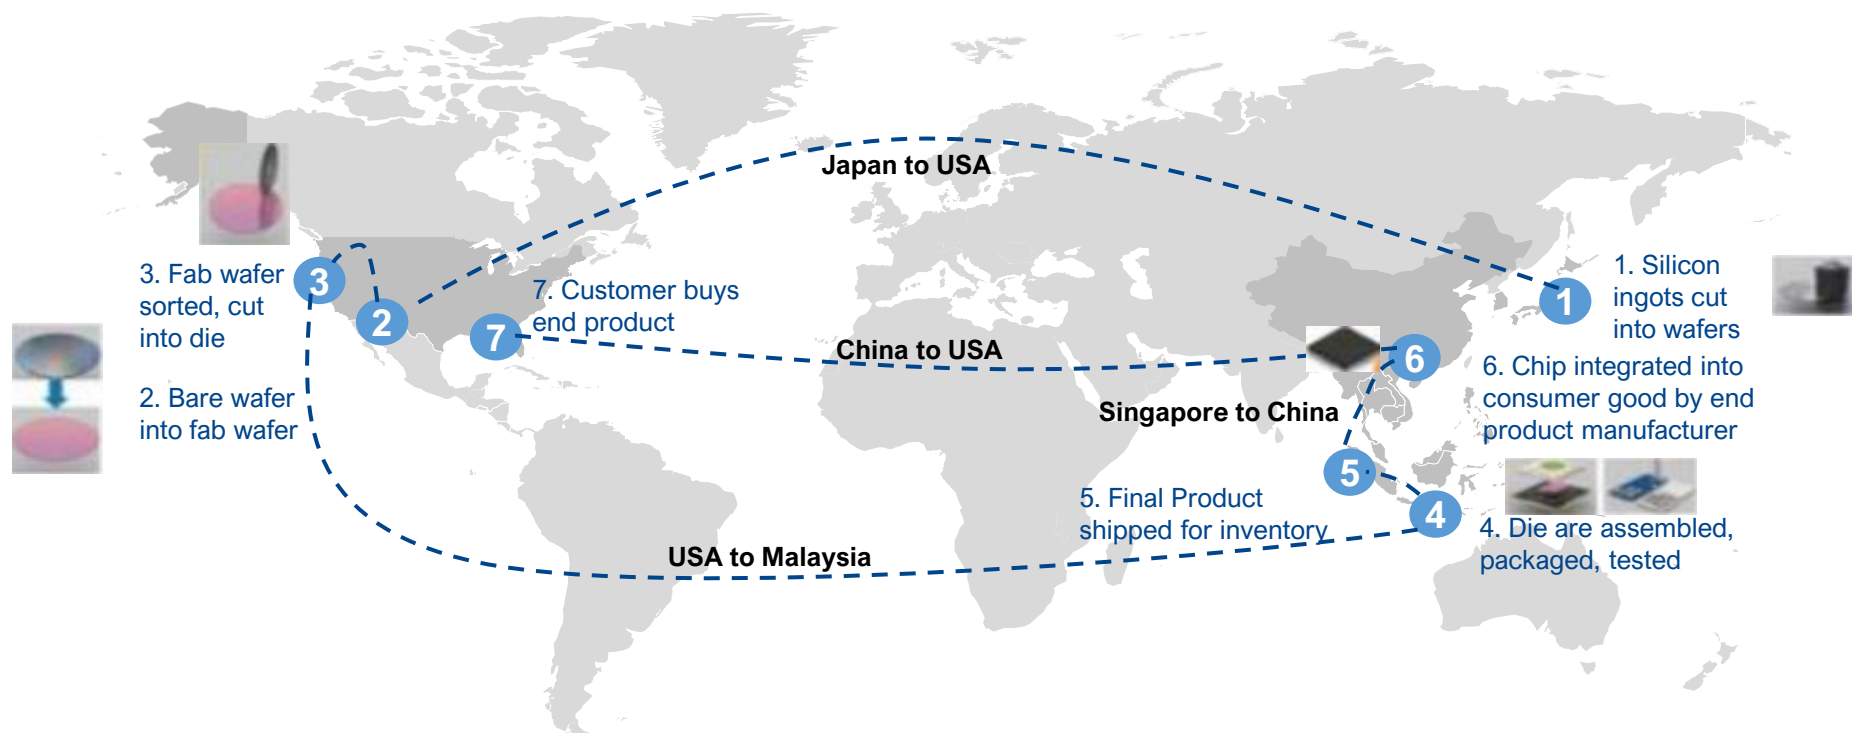 Japan to USA
3. Fab wafer
sorted, cut
into die
3
2
7. Customer buys
end product
7
1
1. Silicon
ingots cut
into wafers
China to USA
6
6. Chip integrated into
consumer good by end
product manufacturer
2. Bare wafer
into fab wafer
Singapore to China
5
5. Final Product
shipped for inventory
4
4. Die are assembled,
packaged, tested
USA to Malaysia